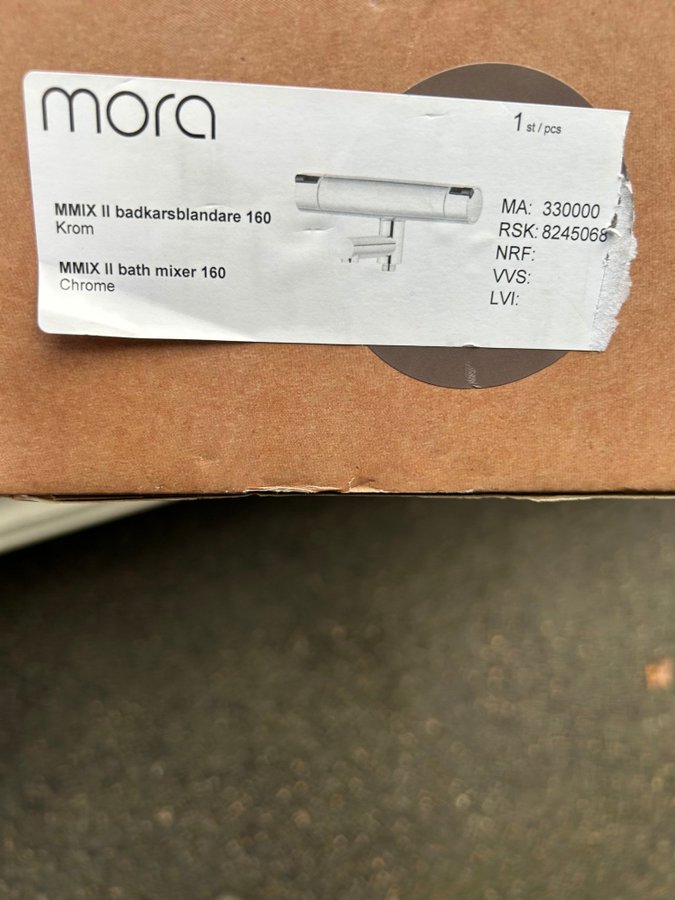 mora
1 st / pcs
MMIX II badkarsblandare 160
Krom
MMIX II bath mixer 160
Chrome
MA: 330000
RSK: 8245068
NRF:
VVS:
LVI: